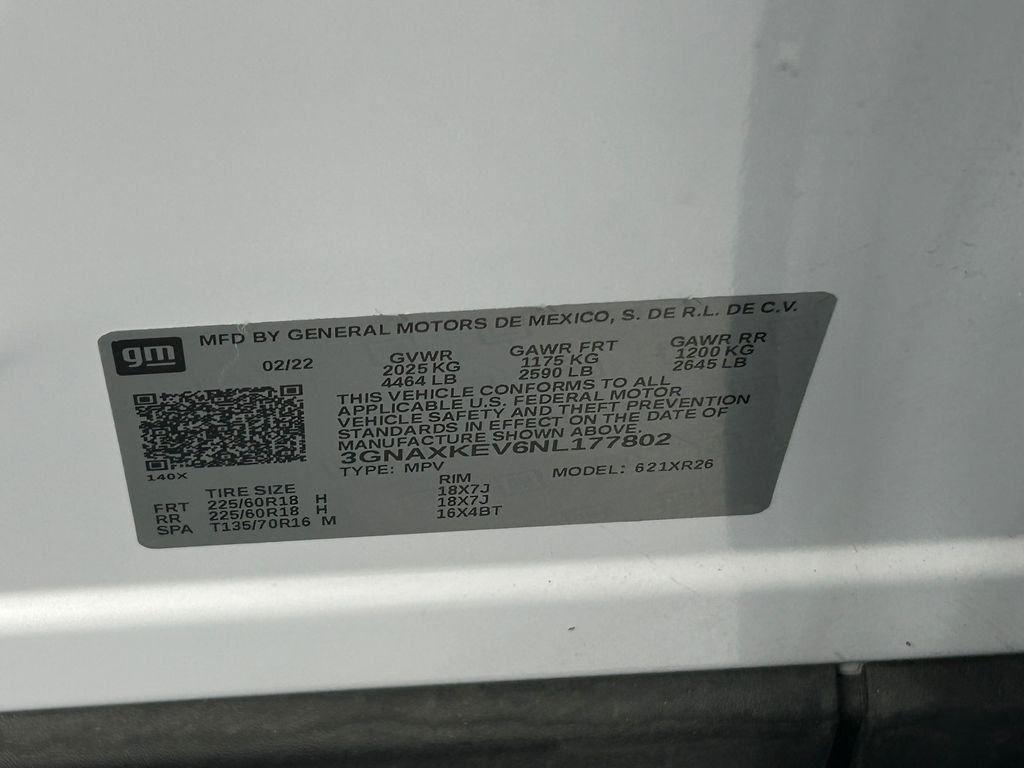 gm
MFD BY GENERAL MOTORS DE MEXICO, S. DE R.L. DE C.V.
02/22 GVWR GAWR FRT GAWR RR
2025 KG 1175 KG 1200 KG
4464 LB 2590 LB 2645 LB
THIS VEHICLE CONFORMS TO ALL
APPLICABLE U.S. FEDERAL MOTOR
VEHICLE SAFETY AND THEFT PREVENTION
STANDARDS IN EFFECT ON THE DATE OF
MANUFACTURE SHOWN ABOVE.
3GNAXKEV6NL177802
140X
TYPE: MPV MODEL: 621XR26
TIRE SIZE RIM
FRT 225/60R18 H 18X7J
RR 225/60R18 H 18X7J
SPA T135/70R16 M 16X4BT